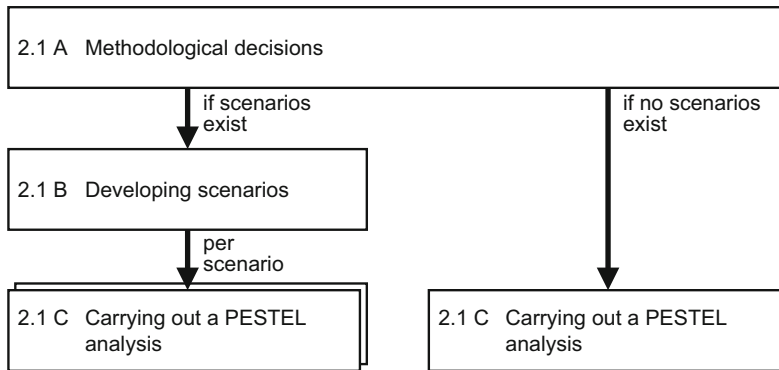 2.1 A Methodological decisions
if scenarios
exist
if no scenarios
exist
2.1 B Developing scenarios
per
scenario
2.1 C Carrying out a PESTEL
analysis
2.1 C Carrying out a PESTEL
analysis